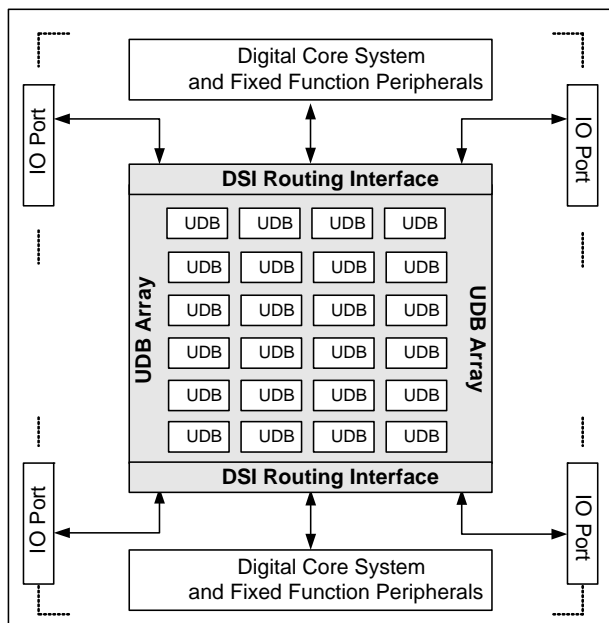 Digital Core System
and Fixed Function Peripherals
IO Port
IO Port
DSI Routing Interface
UDB UDB UDB UDB
UDB UDB UDB UDB
UDB UDB UDB UDB
UDB UDB UDB UDB
UDB UDB UDB UDB
UDB UDB UDB UDB
UDB Array
UDB Array
DSI Routing Interface
IO Port
IO Port
Digital Core System
and Fixed Function Peripherals